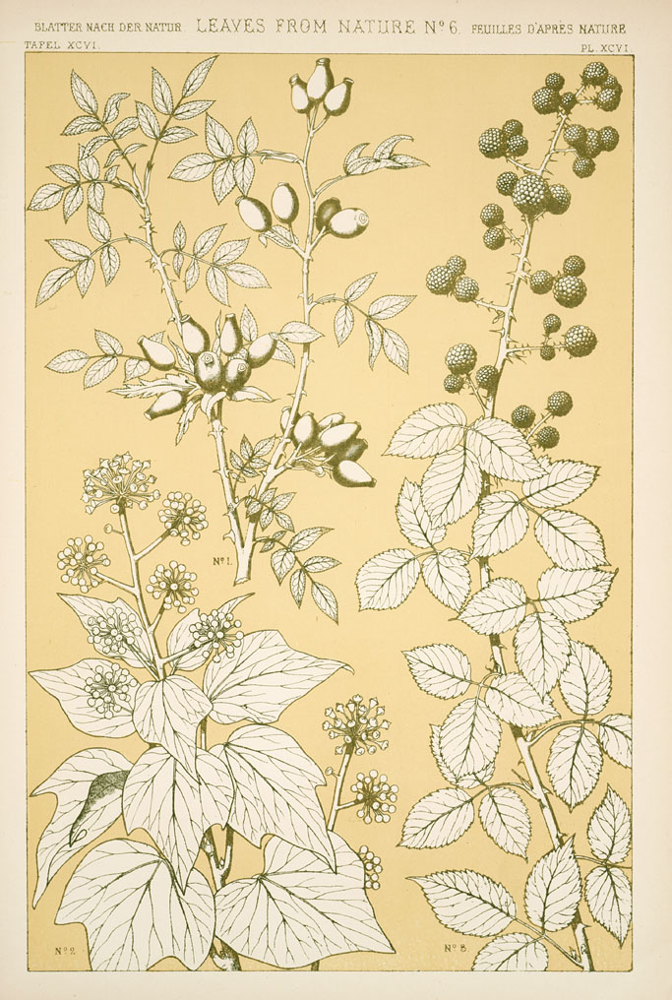 BLATTER NACH DER NATUR. LEAVES FROM NATURE Nº 6. FEUILLES D'APRÈS NATURE
TAFEL XCVI. PL. XCVI.
Nº 1.
Nº 2 Nº 3.